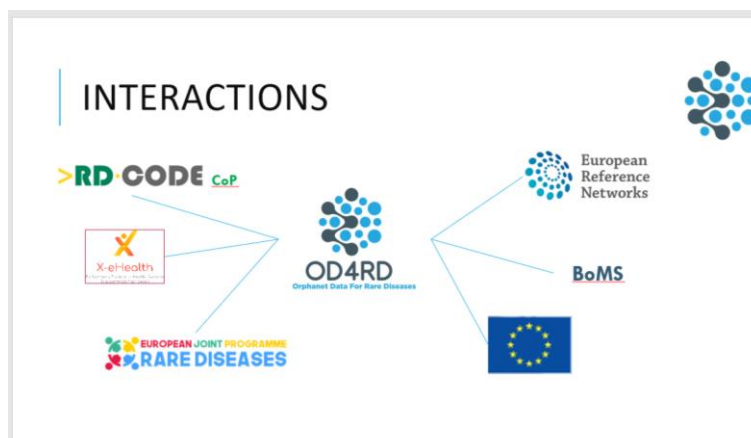 INTERACTIONS
>RD·CODE CoP
X-eHealth
EUROPEAN JOINT PROGRAMME
RARE DISEASES
OD4RD
Orphanet Data For Rare Diseases
European
Reference
Networks
BoMS